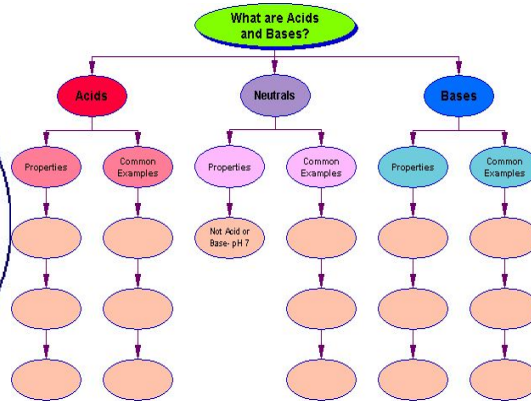 What are Acids
and Bases?
Acids
Neutrals
Bases
Properties
Common
Examples
Properties
Common
Examples
Properties
Common
Examples
Not Acid or
Base- pH 7